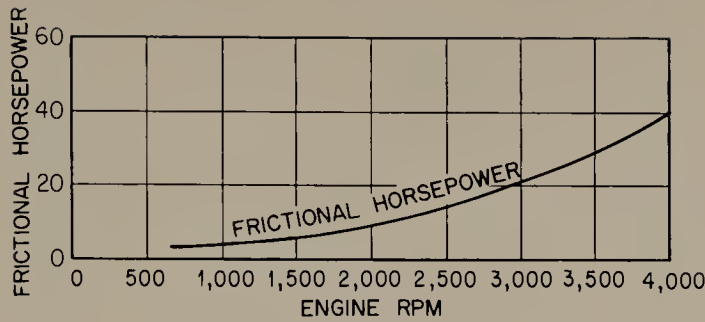 FRICTIONAL HORSEPOWER
60
40
20
0
FRICTIONAL HORSEPOWER
0 500 1,000 1,500 2,000 2,500 3,000 3,500 4,000
ENGINE RPM